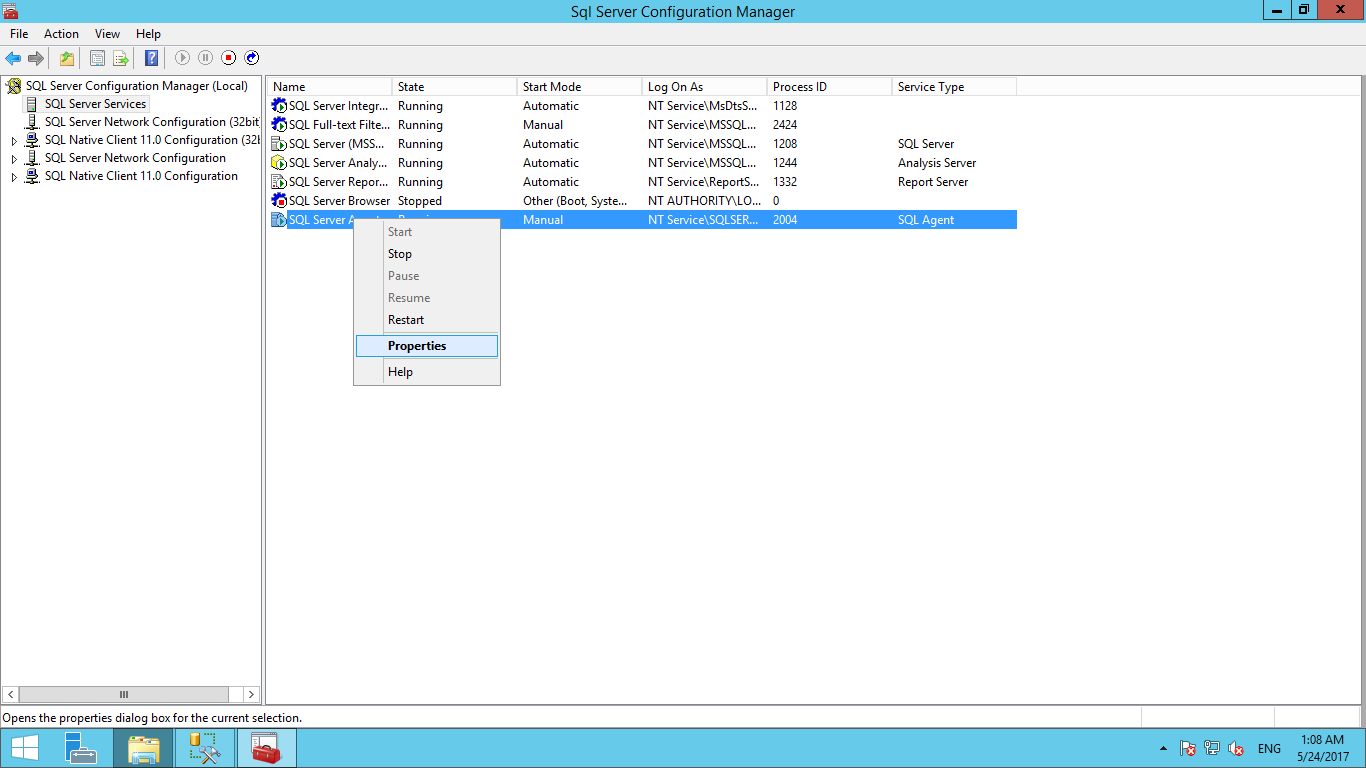 Sql Server Configuration Manager
File Action View Help
SQL Server Configuration Manager (Local)
SQL Server Services
SQL Server Network Configuration (32bit
SQL Native Client 11.0 Configuration (32b
SQL Server Network Configuration
SQL Native Client 11.0 Configuration
Name State Start Mode Log On As Process ID Service Type
SQL Server Integr... Running Automatic NT Service\MsDtsS... 1128
SQL Full-text Filte... Running Manual NT Service\MSSQL... 2424
SQL Server (MSS... Running Automatic NT Service\MSSQL... 1208 SQL Server
SQL Server Analy... Running Automatic NT Service\MSSQL... 1244 Analysis Server
SQL Server Repor... Running Automatic NT Service\ReportS... 1332 Report Server
SQL Server Browser Stopped Other (Boot, Syste... NT AUTHORITY\LO... 0
SQL Server Manual NT Service\SQLSER... 2004 SQL Agent
Start
Stop
Pause
Resume
Restart
Properties
Help
Opens the properties dialog box for the current selection.
ENG
1:08 AM
5/24/2017